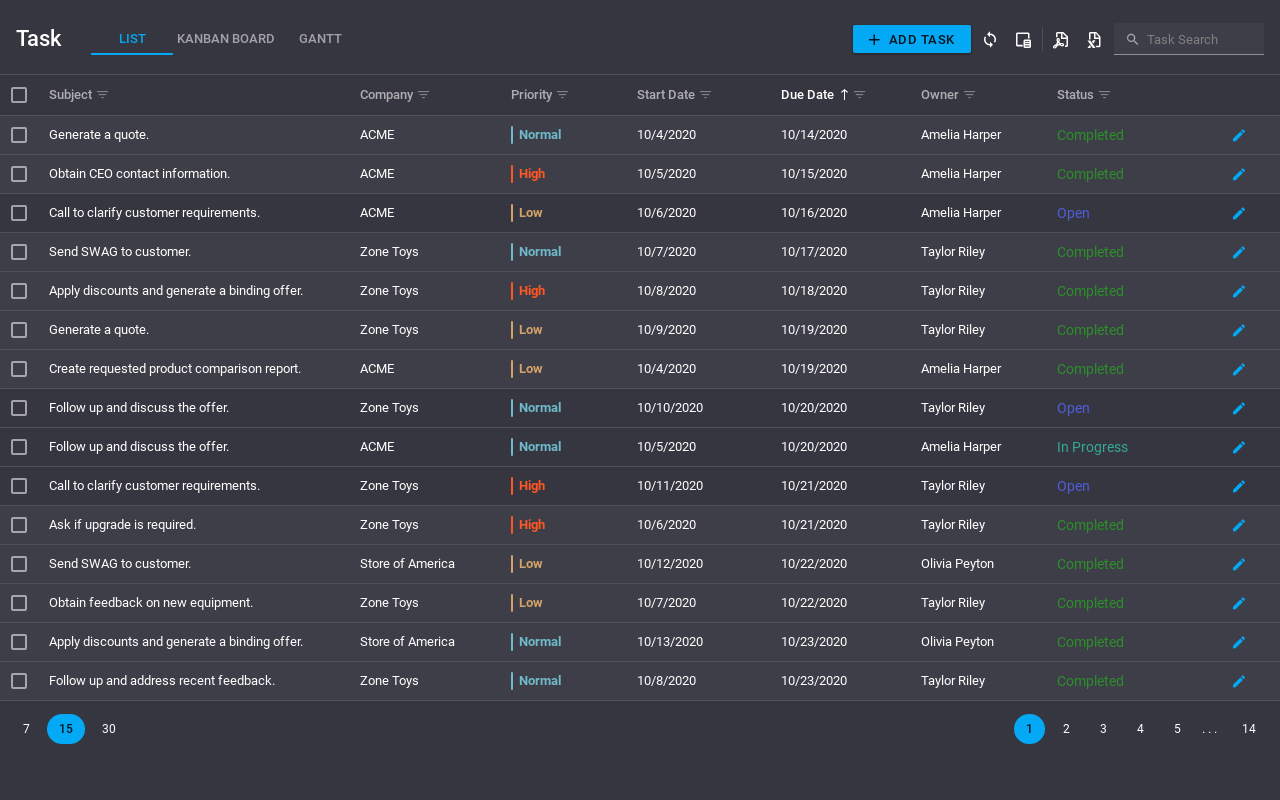 Task LIST KANBAN BOARD GANTT ADD TASK Task Search
Subject Company Priority Start Date Due Date Owner Status
Generate a quote. ACME Normal 10/4/2020 10/14/2020 Amelia Harper Completed
Obtain CEO contact information. ACME High 10/5/2020 10/15/2020 Amelia Harper Completed
Call to clarify customer requirements. ACME Low 10/6/2020 10/16/2020 Amelia Harper Open
Send SWAG to customer. Zone Toys Normal 10/7/2020 10/17/2020 Taylor Riley Completed
Apply discounts and generate a binding offer. Zone Toys High 10/8/2020 10/18/2020 Taylor Riley Completed
Generate a quote. Zone Toys Low 10/9/2020 10/19/2020 Taylor Riley Completed
Create requested product comparison report. ACME Low 10/4/2020 10/19/2020 Amelia Harper Completed
Follow up and discuss the offer. Zone Toys Normal 10/10/2020 10/20/2020 Taylor Riley Open
Follow up and discuss the offer. ACME Normal 10/5/2020 10/20/2020 Amelia Harper In Progress
Call to clarify customer requirements. Zone Toys High 10/11/2020 10/21/2020 Taylor Riley Open
Ask if upgrade is required. Zone Toys High 10/6/2020 10/21/2020 Taylor Riley Completed
Send SWAG to customer. Store of America Low 10/12/2020 10/22/2020 Olivia Peyton Completed
Obtain feedback on new equipment. Zone Toys Low 10/7/2020 10/22/2020 Taylor Riley Completed
Apply discounts and generate a binding offer. Store of America Normal 10/13/2020 10/23/2020 Olivia Peyton Completed
Follow up and address recent feedback. Zone Toys Normal 10/8/2020 10/23/2020 Taylor Riley Completed
7 15 30 1 2 3 4 5 . . . 14